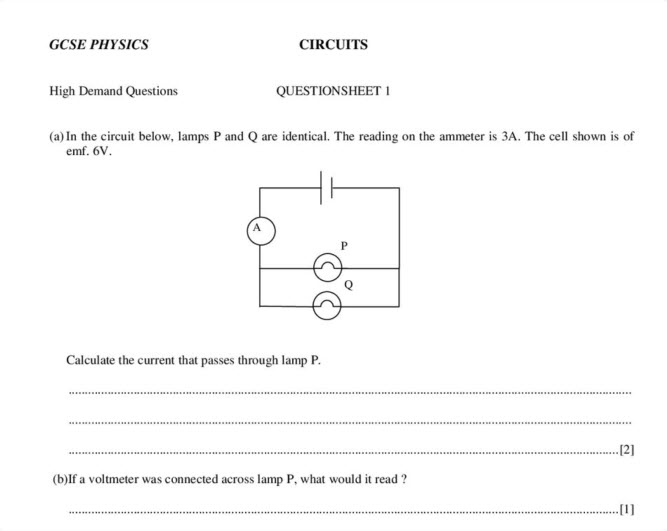 GCSE PHYSICS CIRCUITS
High Demand Questions QUESTIONSHEET 1
(a) In the circuit below, lamps P and Q are identical. The reading on the ammeter is 3A. The cell shown is of
emf. 6V.
A
P
Q
Calculate the current that passes through lamp P.
[2]
(b)If a voltmeter was connected across lamp P, what would it read ?
[1]